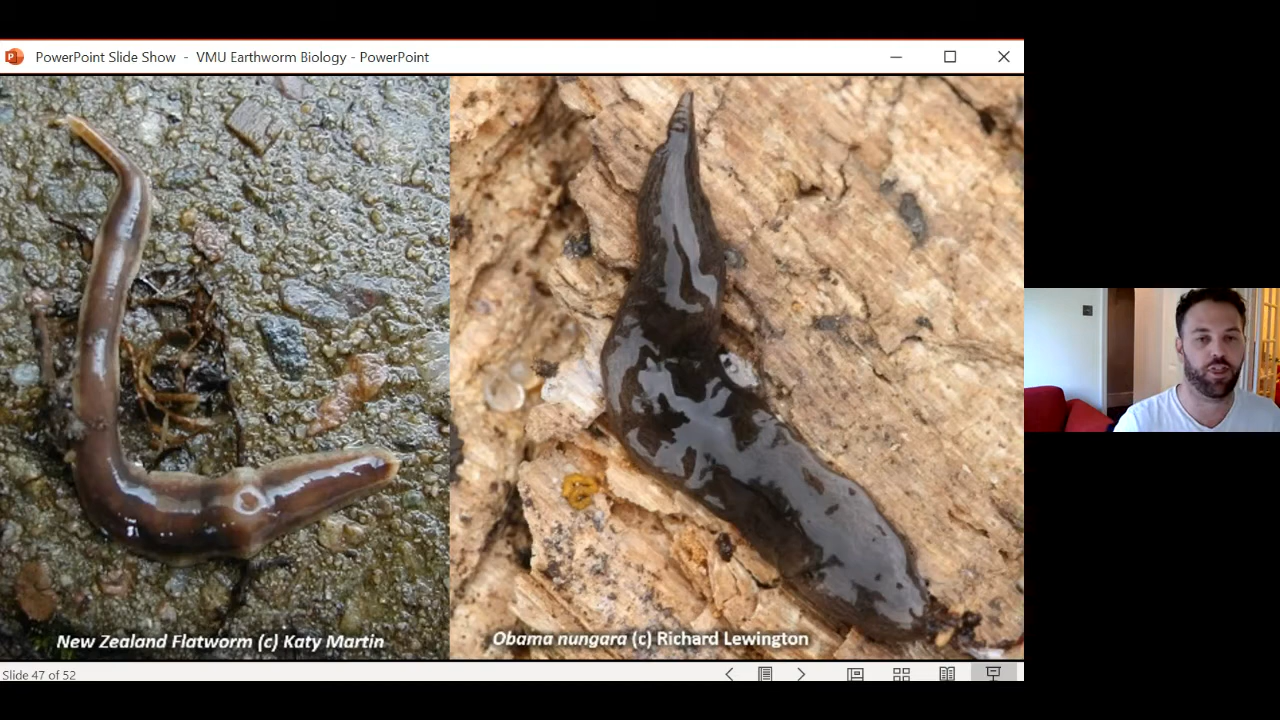 PowerPoint Slide Show - VMU Earthworm Biology - PowerPoint
New Zealand Flatworm (c) Katy Martin
Obama nungara (c) Richard Lewington
Slide 47 of 52